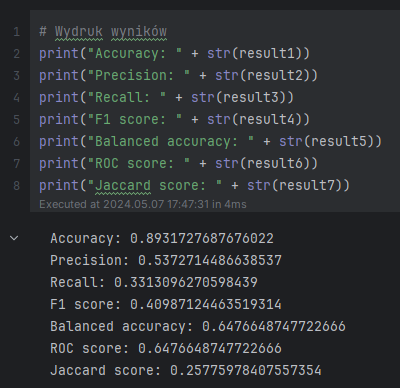 1 # Wydruk wyników
2 print("Accuracy: " + str(result1))
3 print("Precision: " + str(result2))
4 print("Recall: " + str(result3))
5 print("F1 score: " + str(result4))
6 print("Balanced accuracy: " + str(result5))
7 print("ROC score: " + str(result6))
8 print("Jaccard score: " + str(result7))
Executed at 2024.05.07 17:47:31 in 4ms
Accuracy: 0.8931727687676022
Precision: 0.5372714486638537
Recall: 0.3313096270598439
F1 score: 0.40987124463519314
Balanced accuracy: 0.6476648747722666
ROC score: 0.6476648747722666
Jaccard score: 0.25775978407557354